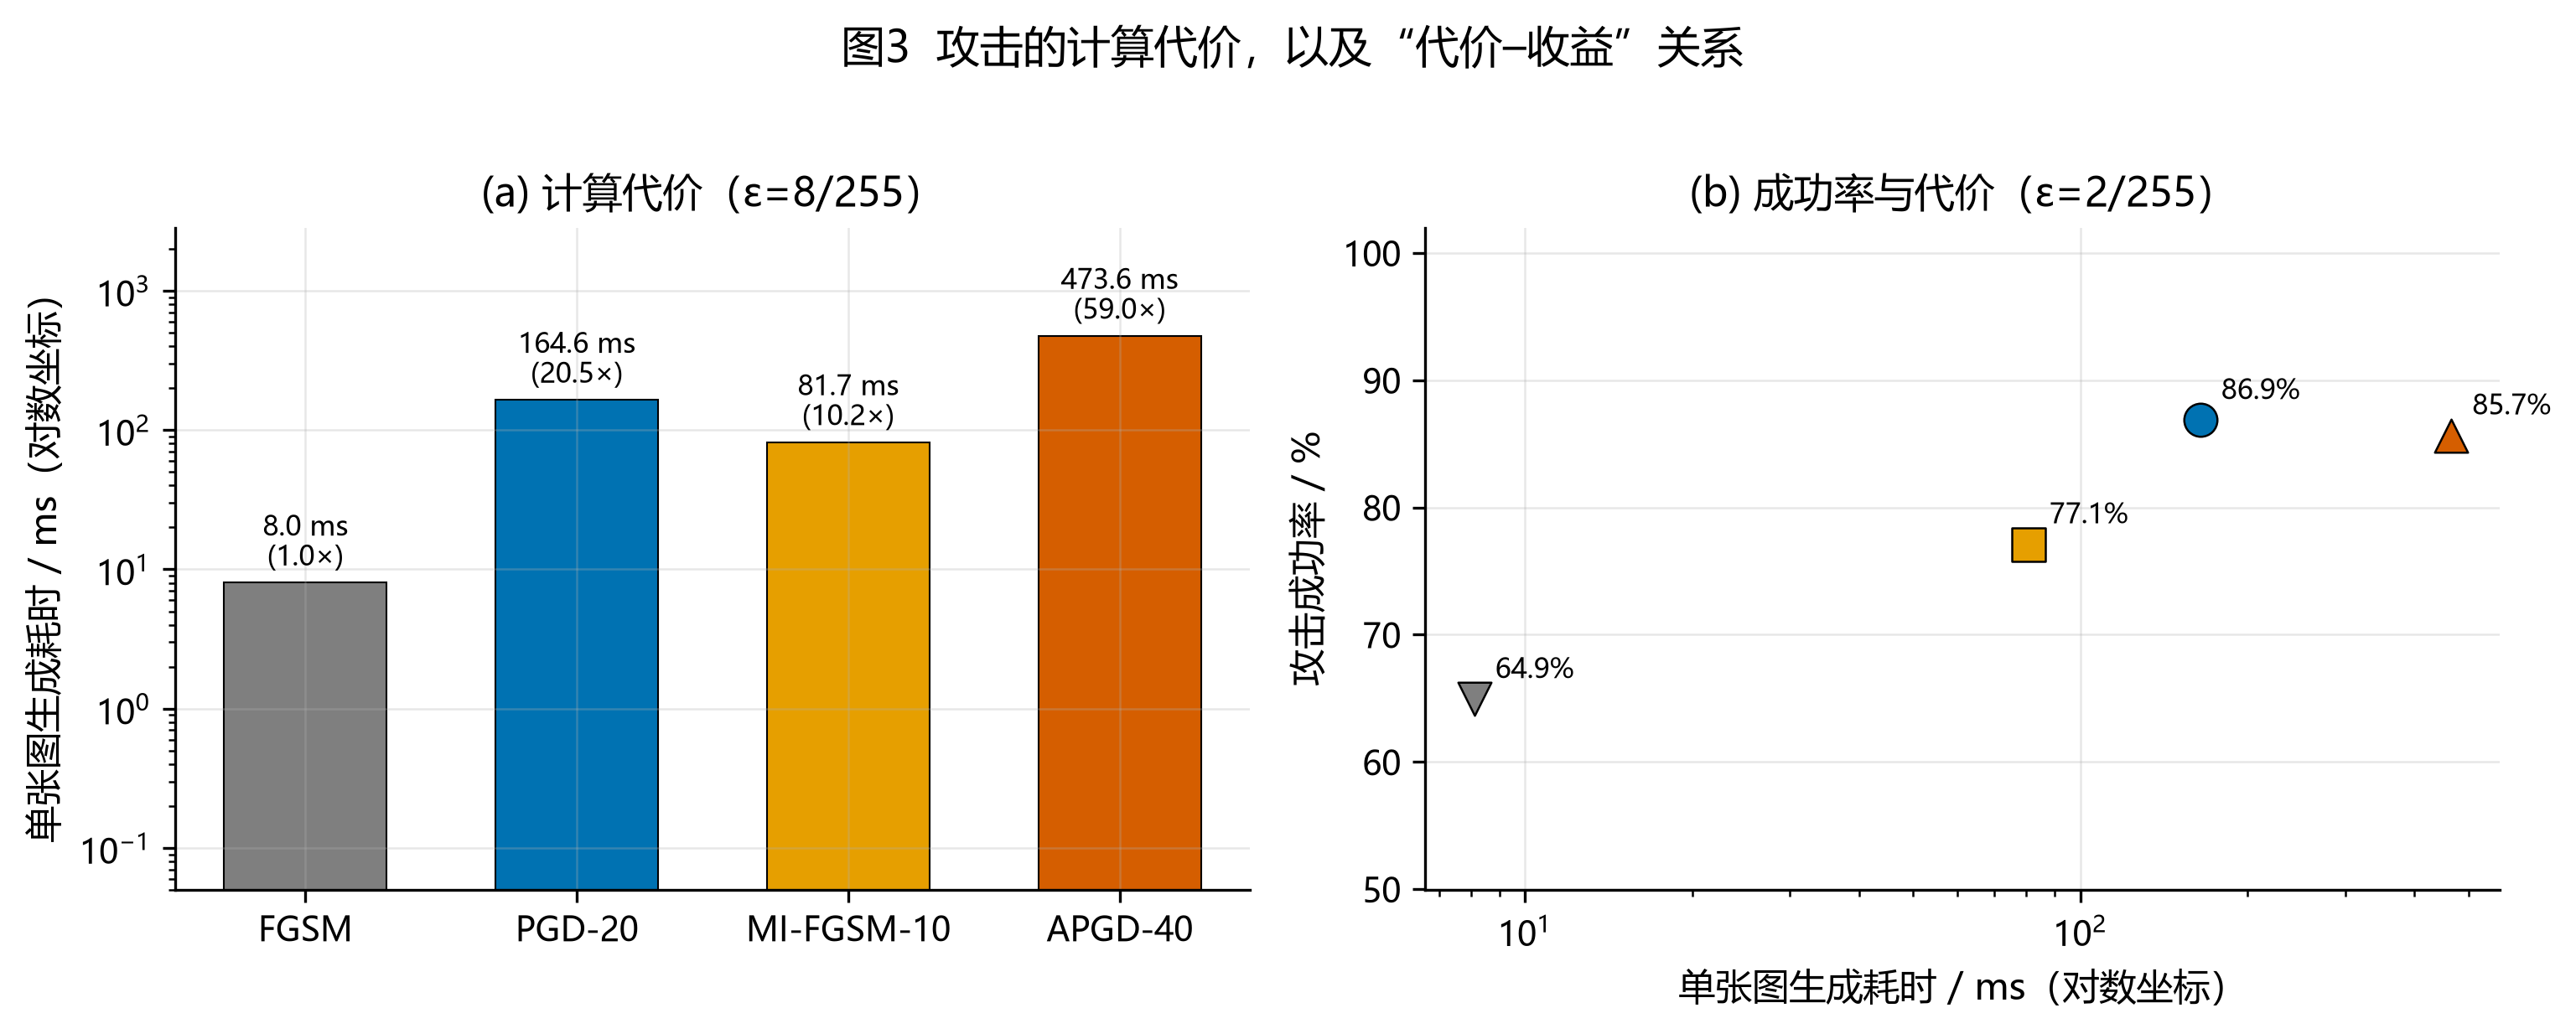 图3  攻击的计算代价，以及“代价–收益”关系
(a) 计算代价（ε=8/255）
单张图生成耗时 / ms（对数坐标）
10³
10²
10¹
10⁰
10⁻¹
8.0 ms
(1.0×)
164.6 ms
(20.5×)
81.7 ms
(10.2×)
473.6 ms
(59.0×)
FGSM
PGD-20
MI-FGSM-10
APGD-40
(b) 成功率与代价（ε=2/255）
攻击成功率 / %
100
90
80
70
60
50
64.9%
77.1%
86.9%
85.7%
10¹
10²
单张图生成耗时 / ms（对数坐标）